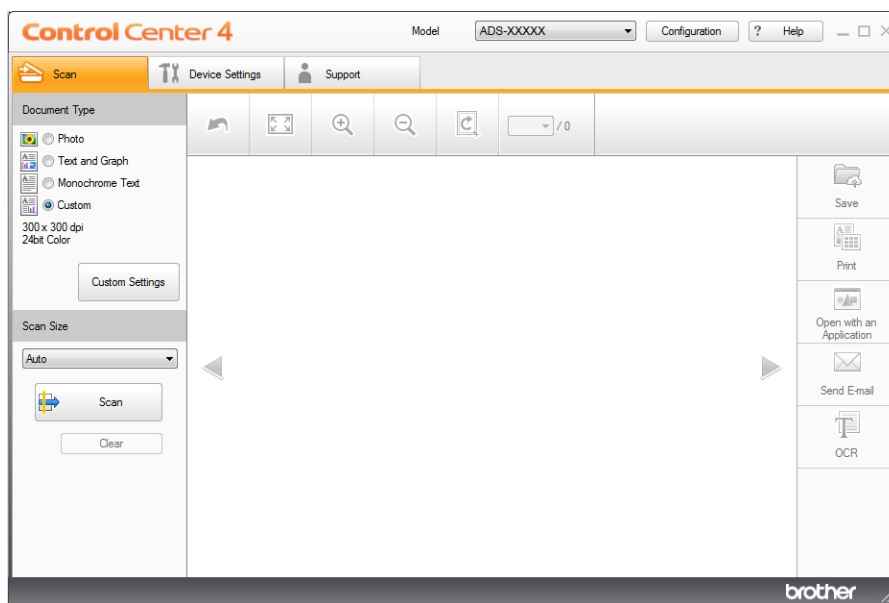 Control Center 4
Model
ADS-XXXXX
Configuration
? Help
Scan
Device Settings
Support
Document Type
Photo
Text and Graph
Monochrome Text
Custom
300 x 300 dpi
24bit Color
Custom Settings
Scan Size
Auto
Scan
Clear
/ 0
Save
Print
Open with an
Application
Send E-mail
OCR
brother